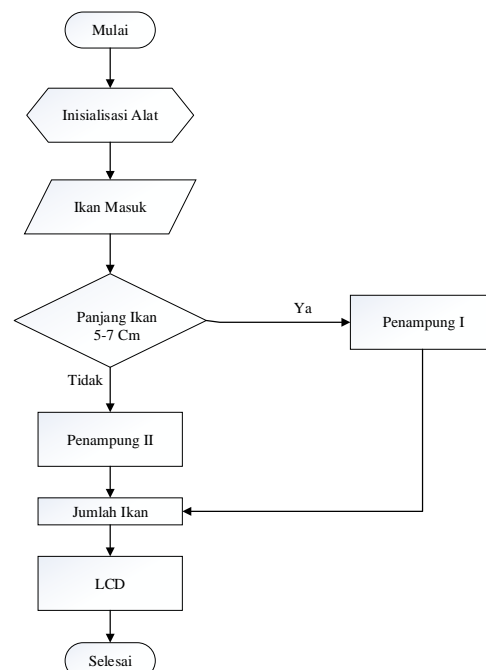 Mulai
Inisialisasi Alat
Ikan Masuk
Panjang Ikan
5-7 Cm
Ya
Penampung I
Tidak
Penampung II
Jumlah Ikan
LCD
Selesai